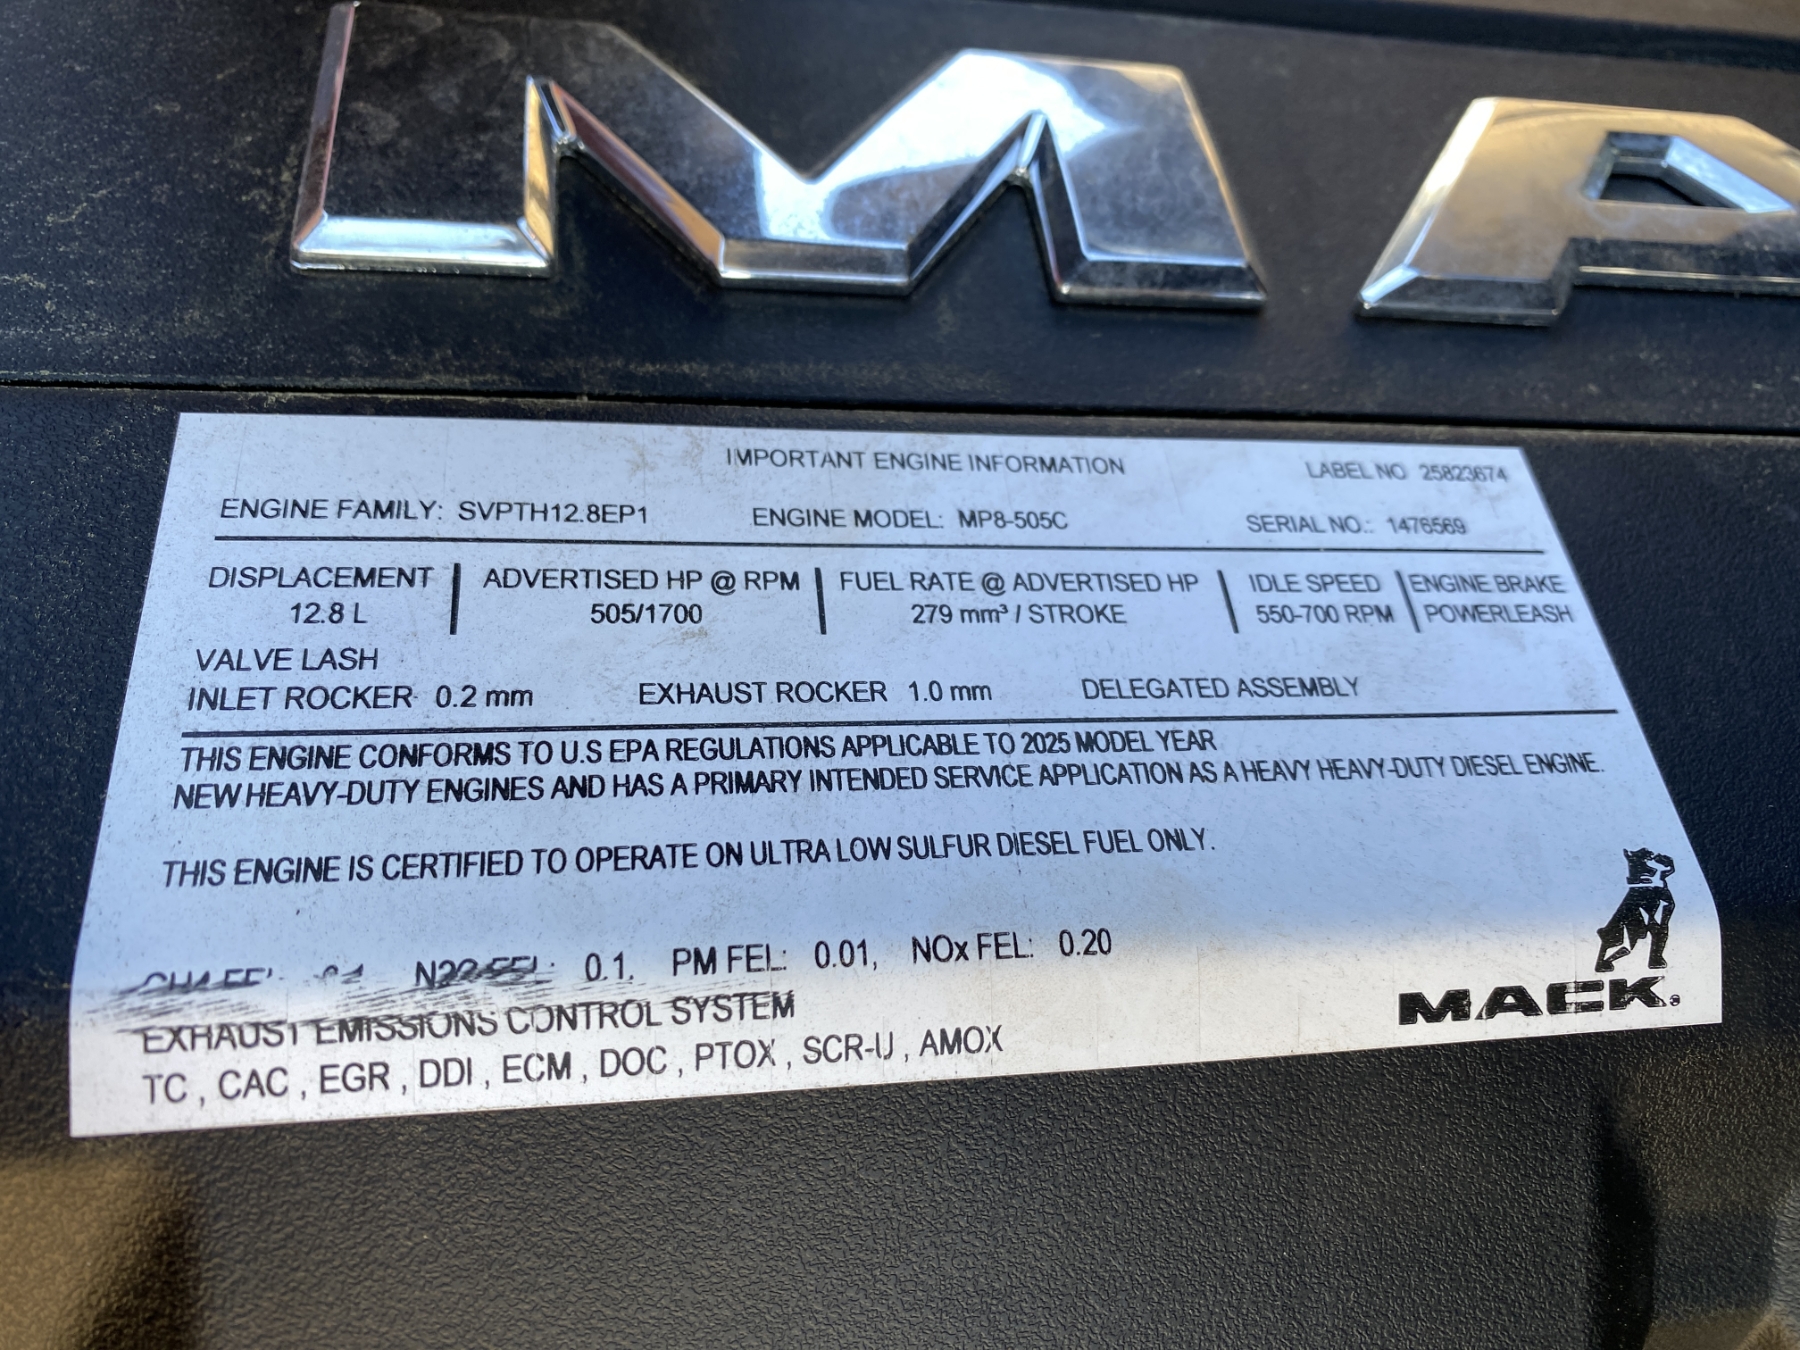 MA
IMPORTANT ENGINE INFORMATION LABEL NO 25823674
ENGINE FAMILY: SVPTH12.8EP1 ENGINE MODEL: MP8-505C SERIAL NO.: 1476569
DISPLACEMENT ADVERTISED HP @ RPM FUEL RATE @ ADVERTISED HP IDLE SPEED ENGINE BRAKE
12.8 L 505/1700 279 mm³ / STROKE 550-700 RPM POWERLEASH
VALVE LASH
INLET ROCKER 0.2 mm EXHAUST ROCKER 1.0 mm DELEGATED ASSEMBLY
THIS ENGINE CONFORMS TO U.S EPA REGULATIONS APPLICABLE TO 2025 MODEL YEAR
NEW HEAVY-DUTY ENGINES AND HAS A PRIMARY INTENDED SERVICE APPLICATION AS A HEAVY HEAVY-DUTY DIESEL ENGINE.
THIS ENGINE IS CERTIFIED TO OPERATE ON ULTRA LOW SULFUR DIESEL FUEL ONLY.
0.1, PM FEL: 0.01, NOx FEL: 0.20
EXHAUST EMISSIONS CONTROL SYSTEM
TC , CAC , EGR , DDI , ECM , DOC , PTOX , SCR-U , AMOX
MACK.